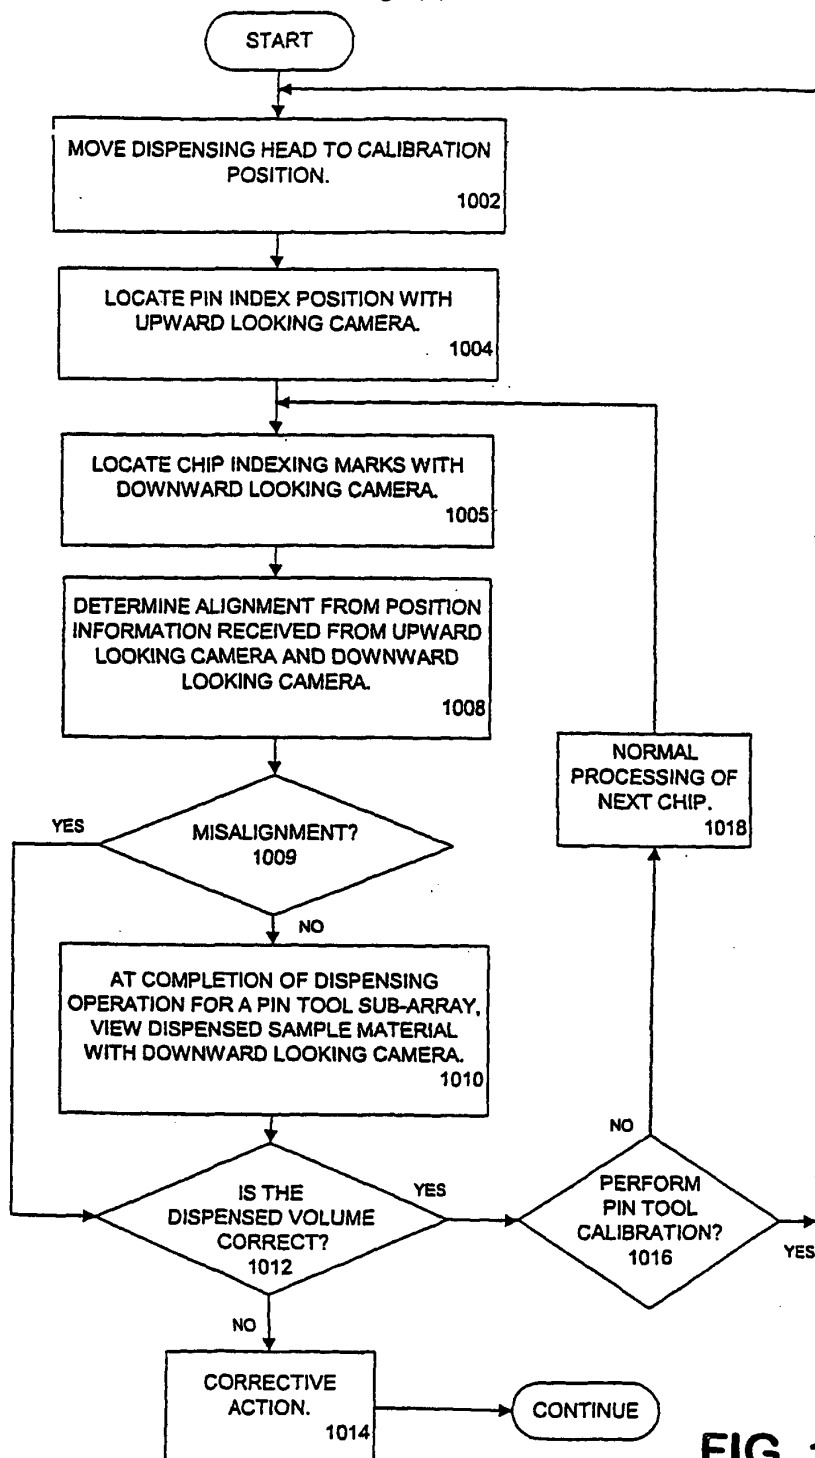 START
MOVE DISPENSING HEAD TO CALIBRATION
POSITION.
1002
LOCATE PIN INDEX POSITION WITH
UPWARD LOOKING CAMERA.
1004
LOCATE CHIP INDEXING MARKS WITH
DOWNWARD LOOKING CAMERA.
1005
DETERMINE ALIGNMENT FROM POSITION
INFORMATION RECEIVED FROM UPWARD
LOOKING CAMERA AND DOWNWARD
LOOKING CAMERA.
1008
NORMAL
PROCESSING OF
NEXT CHIP.
1018
YES
MISALIGNMENT?
1009
NO
AT COMPLETION OF DISPENSING
OPERATION FOR A PIN TOOL SUB-ARRAY,
VIEW DISPENSED SAMPLE MATERIAL
WITH DOWNWARD LOOKING CAMERA.
1010
IS THE
DISPENSED VOLUME
CORRECT?
1012
YES
NO
PERFORM
PIN TOOL
CALIBRATION?
1016
YES
NO
CORRECTIVE
ACTION.
1014
CONTINUE
FIG.